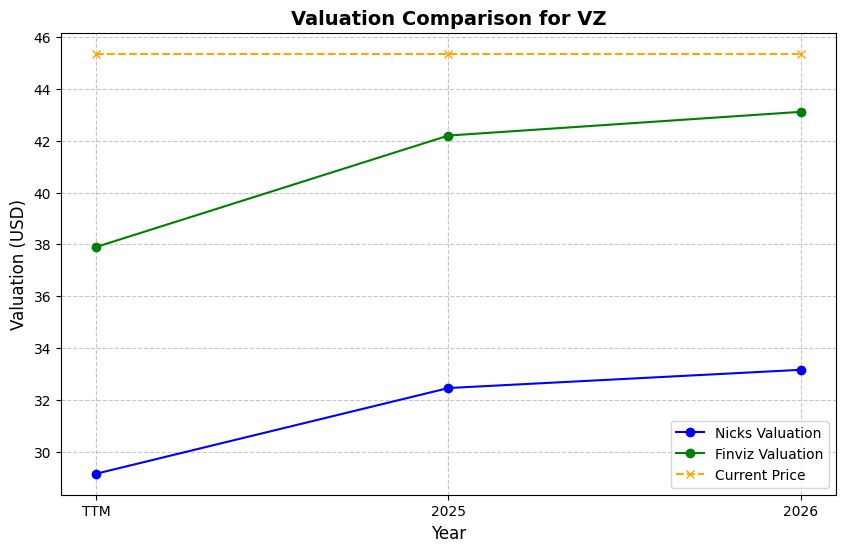 Valuation Comparison for VZ
Valuation (USD)
46
44
42
40
38
36
34
32
30
TTM
2025
2026
Year
Nicks Valuation
Finviz Valuation
Current Price